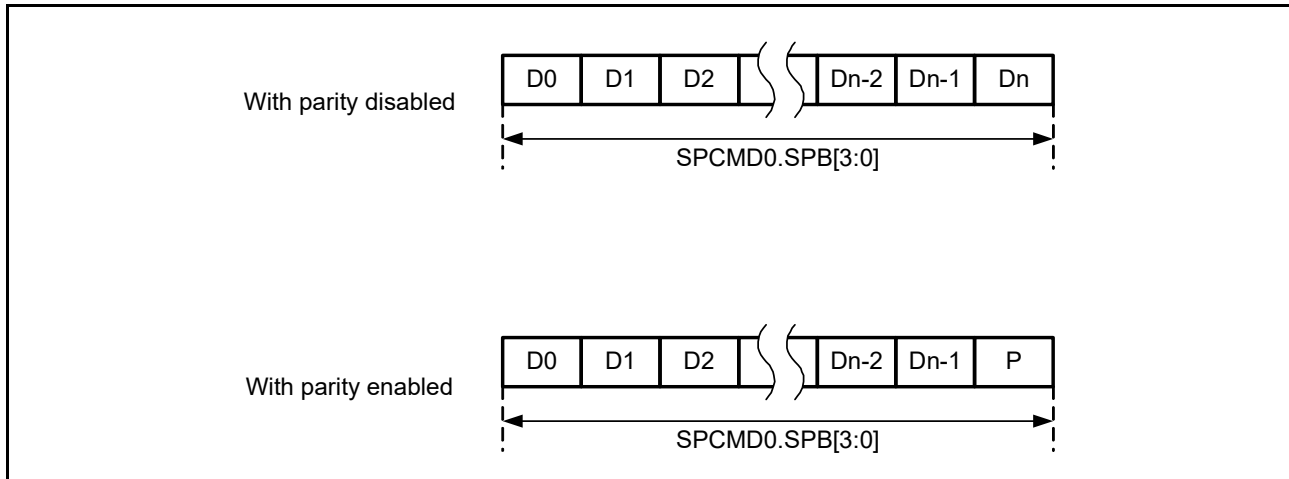 D0 D1 D2 Dn-2 Dn-1 Dn
With parity disabled
SPCMD0.SPB[3:0]
D0 D1 D2 Dn-2 Dn-1 P
With parity enabled
SPCMD0.SPB[3:0]